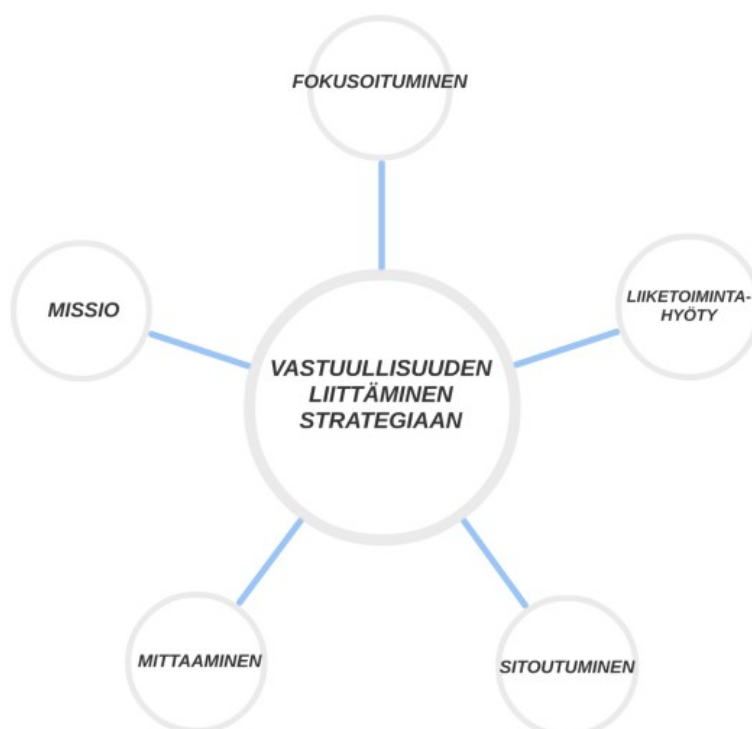 FOKUSOITUMINEN
MISSIO
LIIKETOIMINTA-
HYÖTY
VASTUULLISUUDEN
LIITTÄMINEN
STRATEGIAAN
MITTAAMINEN
SITOUTUMINEN